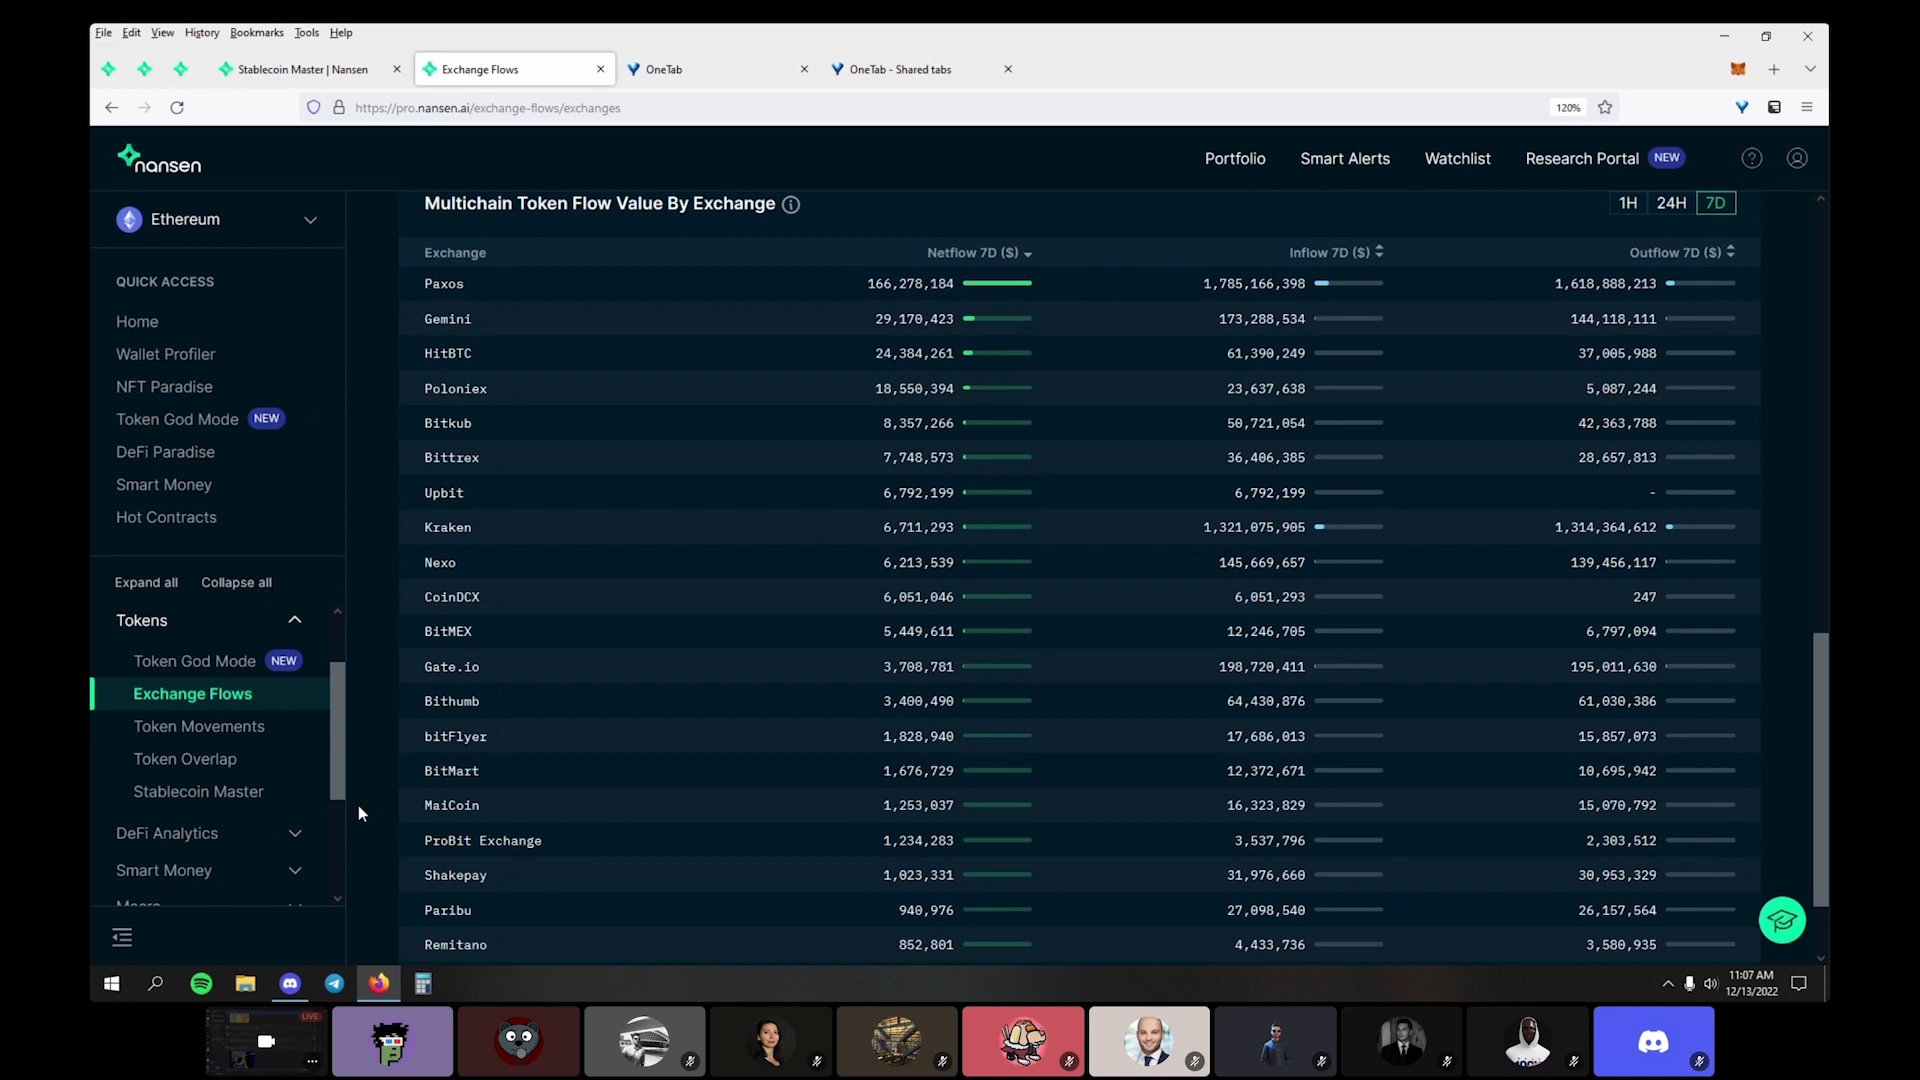 File Edit View History Bookmarks Tools Help
Stablecoin Master | Nansen
Exchange Flows
OneTab
OneTab - Shared tabs
https://pro.nansen.ai/exchange-flows/exchanges
120%
nansen
Portfolio Smart Alerts Watchlist Research Portal NEW
Ethereum
QUICK ACCESS
Home
Wallet Profiler
NFT Paradise
Token God Mode NEW
DeFi Paradise
Smart Money
Hot Contracts
Expand all Collapse all
Tokens
Token God Mode NEW
Exchange Flows
Token Movements
Token Overlap
Stablecoin Master
DeFi Analytics
Smart Money
Multichain Token Flow Value By Exchange
1H 24H 7D
Exchange Netflow 7D ($) Inflow 7D ($) Outflow 7D ($)
Paxos 166,278,184 1,785,166,398 1,618,888,213
Gemini 29,170,423 173,288,534 144,118,111
HitBTC 24,384,261 61,390,249 37,005,988
Poloniex 18,550,394 23,637,638 5,087,244
Bitkub 8,357,266 50,721,054 42,363,788
Bittrex 7,748,573 36,406,385 28,657,813
Upbit 6,792,199 6,792,199 -
Kraken 6,711,293 1,321,075,905 1,314,364,612
Nexo 6,213,539 145,669,657 139,456,117
CoinDCX 6,051,046 6,051,293 247
BitMEX 5,449,611 12,246,705 6,797,094
Gate.io 3,708,781 198,720,411 195,011,630
Bithumb 3,400,490 64,430,876 61,030,386
bitFlyer 1,828,940 17,686,013 15,857,073
BitMart 1,676,729 12,372,671 10,695,942
MaiCoin 1,253,037 16,323,829 15,070,792
ProBit Exchange 1,234,283 3,537,796 2,303,512
Shakepay 1,023,331 31,976,660 30,953,329
Paribu 940,976 27,098,540 26,157,564
Remitano 852,801 4,433,736 3,580,935
11:07 AM
12/13/2022
LIVE